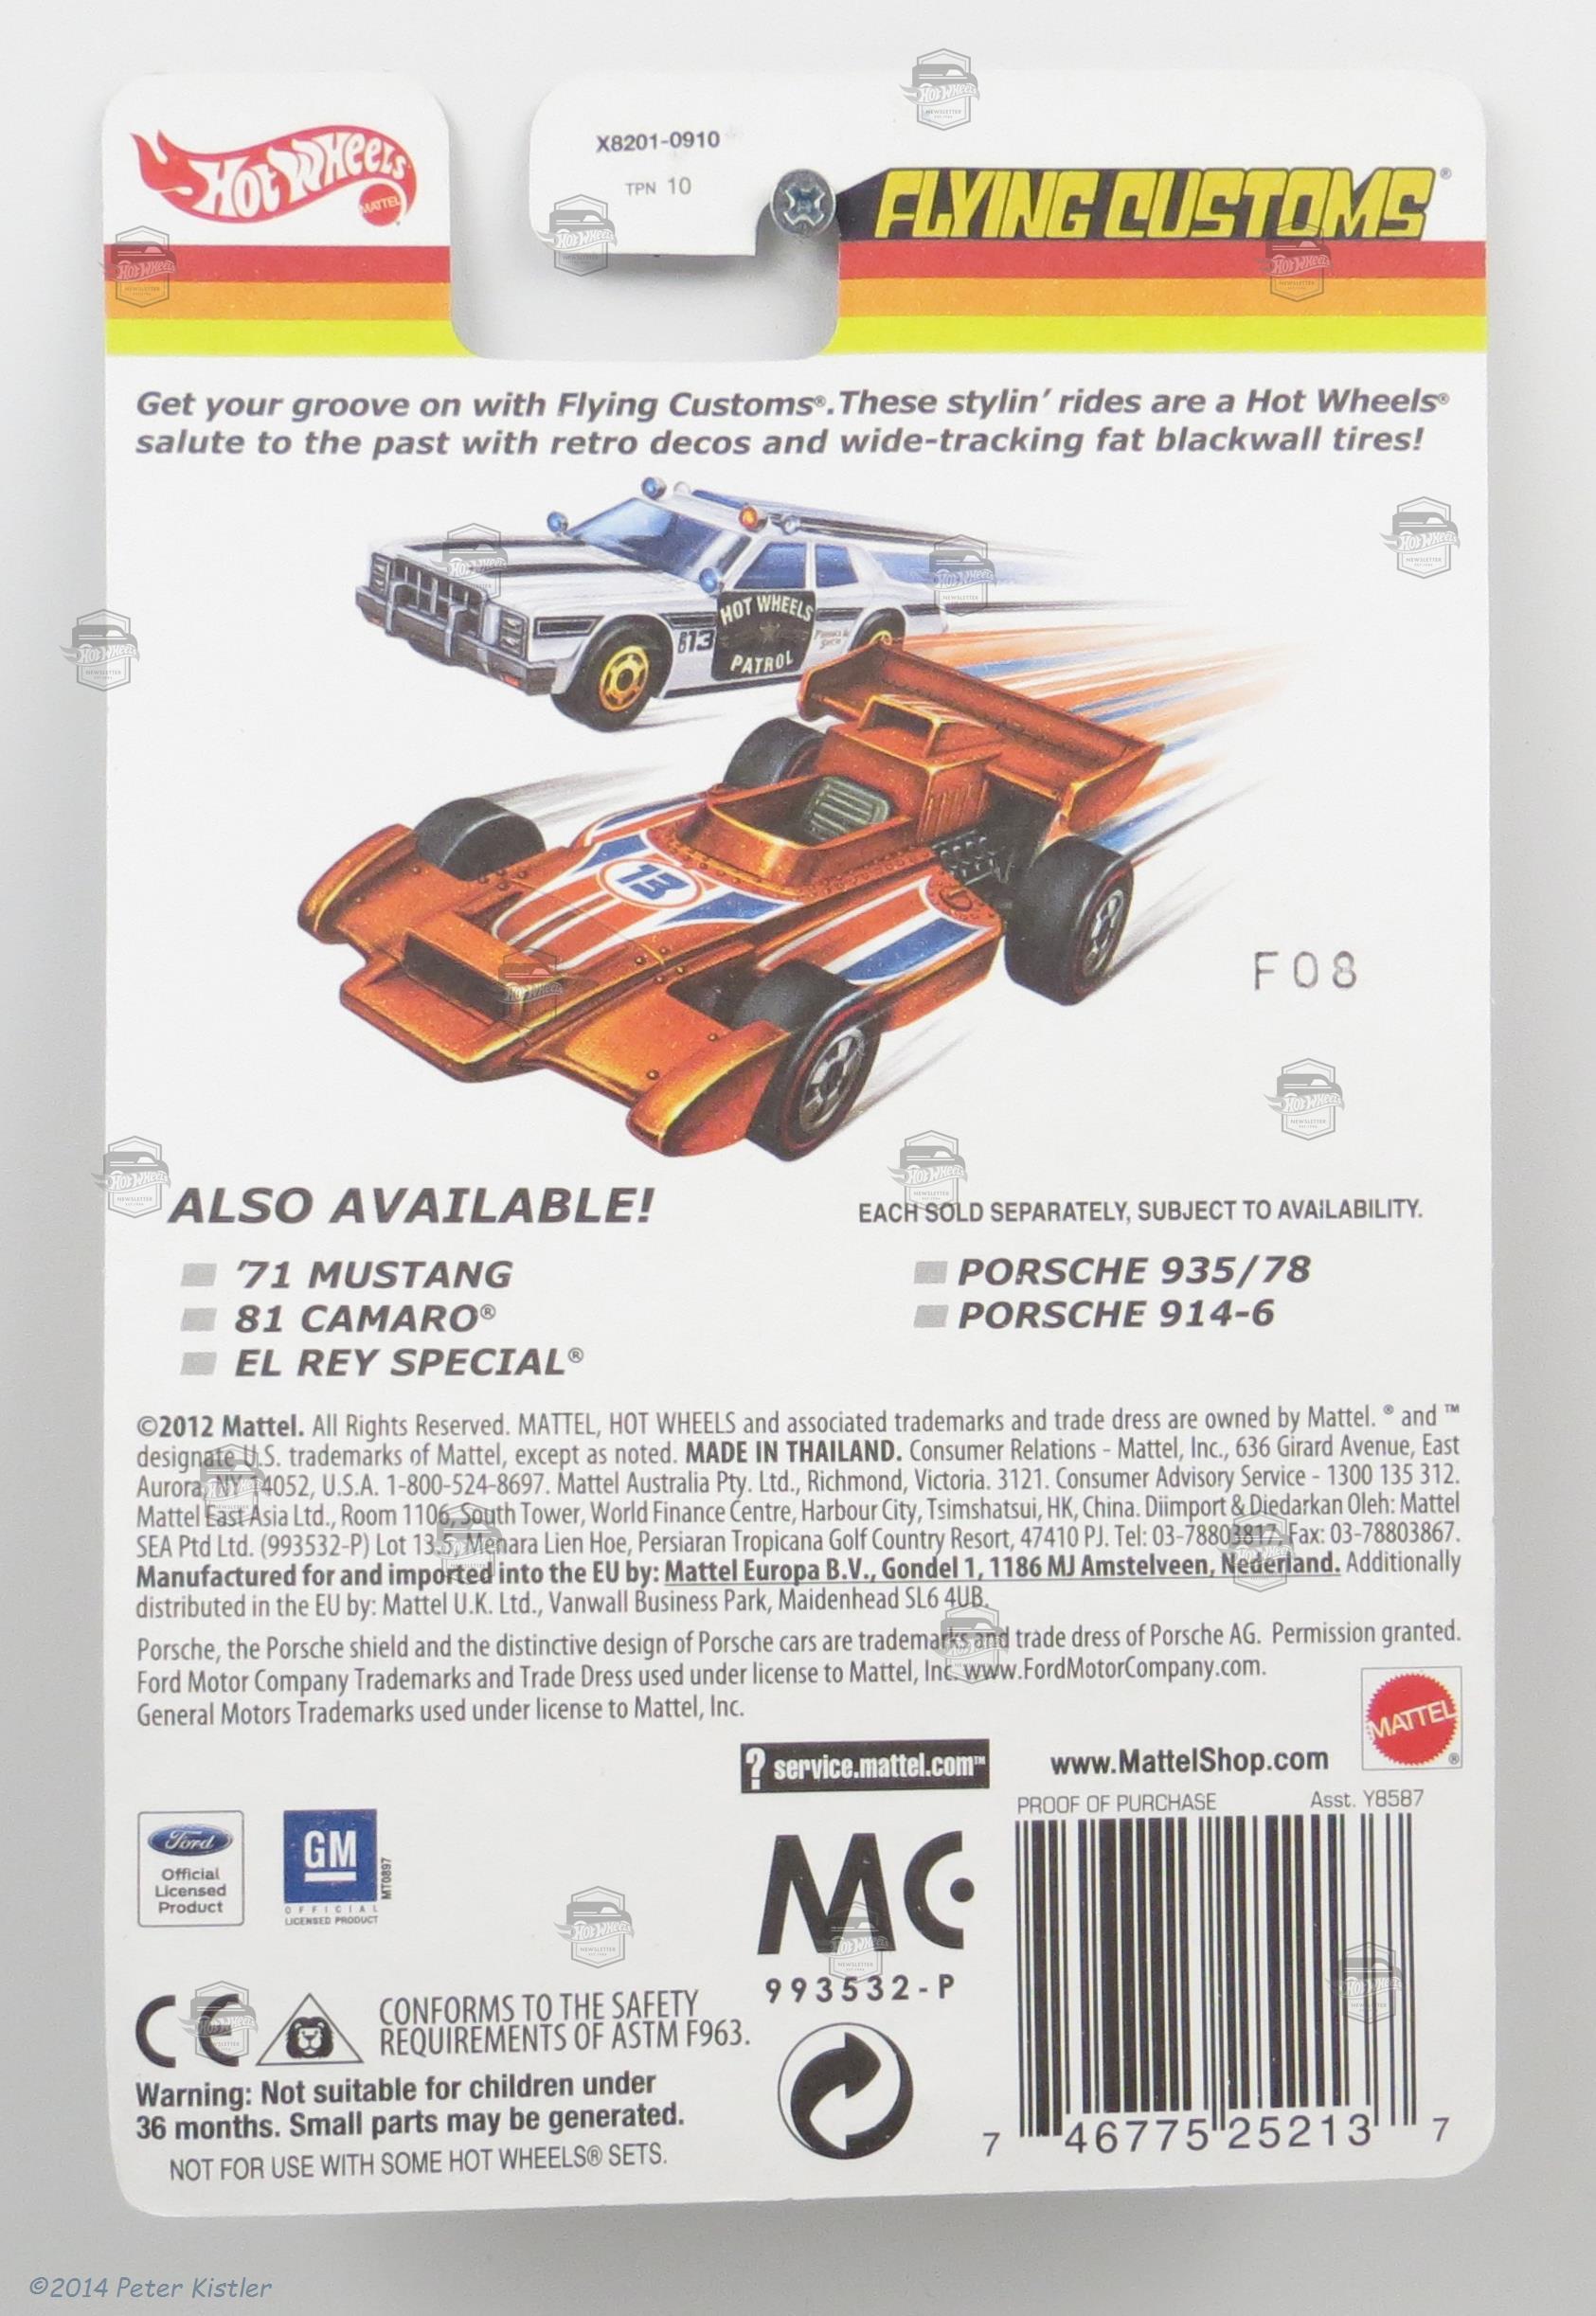 HOT WHEELS
MATTEL
X8201-0910
TPN 10
FLYING CUSTOMS®
Get your groove on with Flying Customs®. These stylin' rides are a Hot Wheels®
salute to the past with retro decos and wide-tracking fat blackwall tires!
813
HOT WHEELS
PATROL
13
F08
ALSO AVAILABLE!
EACH SOLD SEPARATELY, SUBJECT TO AVAILABILITY.
'71 MUSTANG
81 CAMARO®
EL REY SPECIAL®
PORSCHE 935/78
PORSCHE 914-6
©2012 Mattel. All Rights Reserved. MATTEL, HOT WHEELS and associated trademarks and trade dress are owned by Mattel. ® and ™
designate U.S. trademarks of Mattel, except as noted. MADE IN THAILAND. Consumer Relations - Mattel, Inc., 636 Girard Avenue, East
Aurora, NY 14052, U.S.A. 1-800-524-8697. Mattel Australia Pty. Ltd., Richmond, Victoria. 3121. Consumer Advisory Service - 1300 135 312.
Mattel East Asia Ltd., Room 1106, South Tower, World Finance Centre, Harbour City, Tsimshatsui, HK, China. Diimport & Diedarkan Oleh: Mattel
SEA Ptd Ltd. (993532-P) Lot 13.5, Menara Lien Hoe, Persiaran Tropicana Golf Country Resort, 47410 PJ. Tel: 03-78803817, Fax: 03-78803867.
Manufactured for and imported into the EU by: Mattel Europa B.V., Gondel 1, 1186 MJ Amstelveen, Nederland. Additionally
distributed in the EU by: Mattel U.K. Ltd., Vanwall Business Park, Maidenhead SL6 4UB.
Porsche, the Porsche shield and the distinctive design of Porsche cars are trademarks and trade dress of Porsche AG. Permission granted.
Ford Motor Company Trademarks and Trade Dress used under license to Mattel, Inc. www.FordMotorCompany.com.
General Motors Trademarks used under license to Mattel, Inc.
MATTEL®
? service.mattel.com™
www.MattelShop.com
PROOF OF PURCHASE
Asst. Y8587
Ford
Official
Licensed
Product
GM
OFFICIAL
LICENSED PRODUCT
MT0897
MC
993532-P
CE
CONFORMS TO THE SAFETY
REQUIREMENTS OF ASTM F963.
Warning: Not suitable for children under
36 months. Small parts may be generated.
NOT FOR USE WITH SOME HOT WHEELS® SETS.
7 46775 25213 7
©2014 Peter Kistler